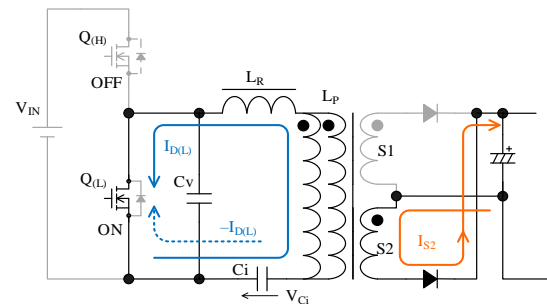 Q(H)
OFF
VIN
LR
LP
ID(L)
S1
+
Q(L)
Cv
ON
−ID(L)
S2
IS2
Ci
VCi